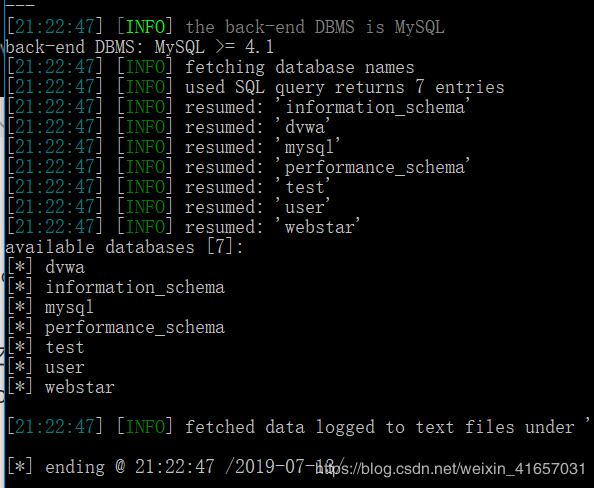 ---
[21:22:47] [INFO] the back-end DBMS is MySQL
back-end DBMS: MySQL >= 4.1
[21:22:47] [INFO] fetching database names
[21:22:47] [INFO] used SQL query returns 7 entries
[21:22:47] [INFO] resumed: 'information_schema'
[21:22:47] [INFO] resumed: 'dvwa'
[21:22:47] [INFO] resumed: 'mysql'
[21:22:47] [INFO] resumed: 'performance_schema'
[21:22:47] [INFO] resumed: 'test'
[21:22:47] [INFO] resumed: 'user'
[21:22:47] [INFO] resumed: 'webstar'
available databases [7]:
[*] dvwa
[*] information_schema
[*] mysql
[*] performance_schema
[*] test
[*] user
[*] webstar
[21:22:47] [INFO] fetched data logged to text files under '
[*] ending @ 21:22:47 /2019-07-13/
https://blog.csdn.net/weixin_41657031